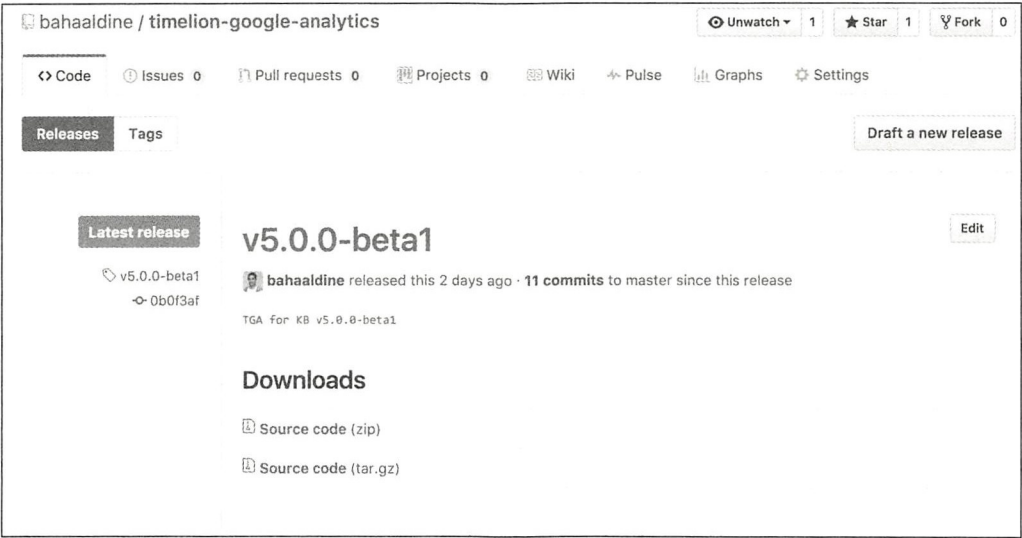 bahaaldine / timelion-google-analytics Unwatch 1 Star 1 Fork 0
Code Issues 0 Pull requests 0 Projects 0 Wiki Pulse Graphs Settings
Releases Tags Draft a new release
Latest release v5.0.0-beta1 Edit
v5.0.0-beta1 bahaaldine released this 2 days ago · 11 commits to master since this release
0b0f3af
TGA for KB v5.0.0-beta1
Downloads
Source code (zip)
Source code (tar.gz)